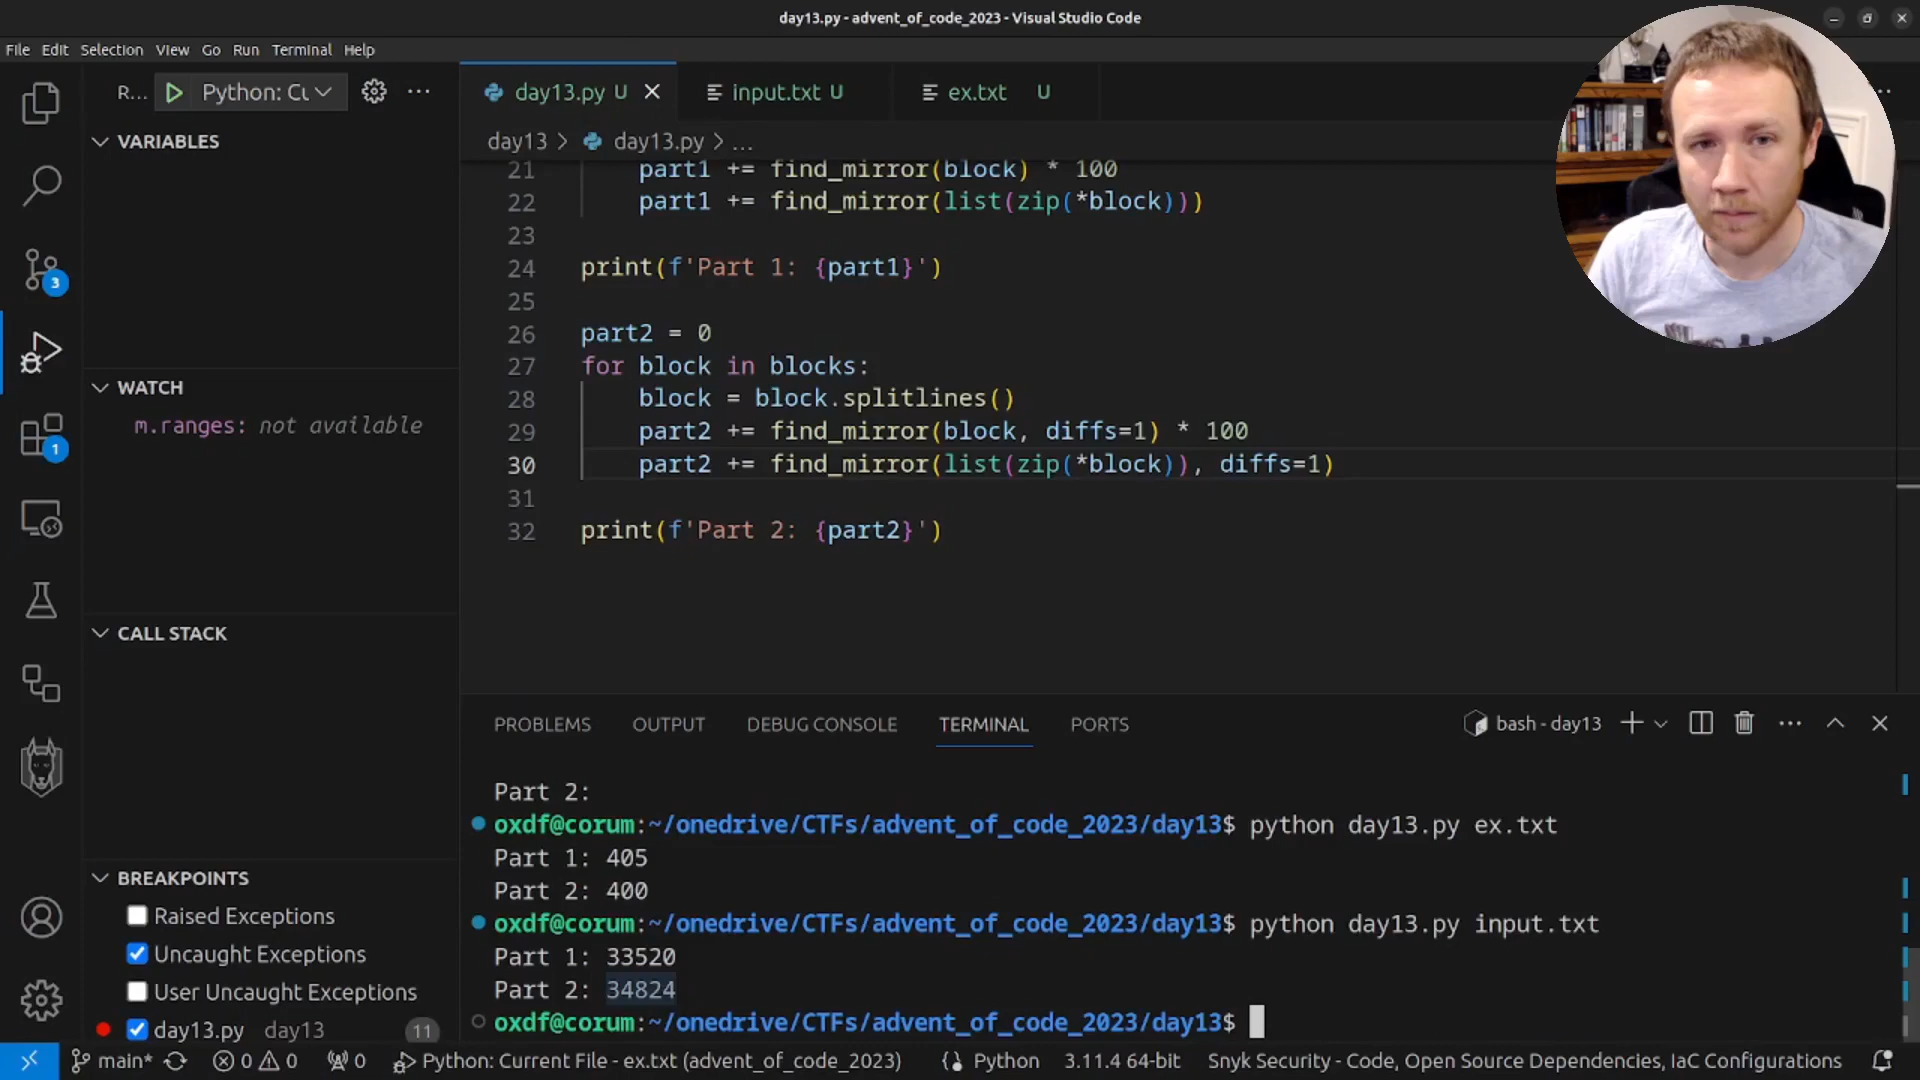 day13.py - advent_of_code_2023 - Visual Studio Code
File Edit Selection View Go Run Terminal Help
R... Python: Cu
day13.py U
input.txt U
ex.txt U
VARIABLES
day13 > day13.py > ...
21 part1 += find_mirror(block) * 100
22 part1 += find_mirror(list(zip(*block)))
23
24 print(f'Part 1: {part1}')
25
26 part2 = 0
27 for block in blocks:
28 block = block.splitlines()
29 part2 += find_mirror(block, diffs=1) * 100
30 part2 += find_mirror(list(zip(*block)), diffs=1)
31
32 print(f'Part 2: {part2}')
3
WATCH
m.ranges: not available
1
CALL STACK
BREAKPOINTS
Raised Exceptions
Uncaught Exceptions
User Uncaught Exceptions
day13.py day13 11
PROBLEMS OUTPUT DEBUG CONSOLE TERMINAL PORTS
bash - day13
Part 2:
oxdf@corum:~/onedrive/CTFs/advent_of_code_2023/day13$ python day13.py ex.txt
Part 1: 405
Part 2: 400
oxdf@corum:~/onedrive/CTFs/advent_of_code_2023/day13$ python day13.py input.txt
Part 1: 33520
Part 2: 34824
oxdf@corum:~/onedrive/CTFs/advent_of_code_2023/day13$
main* 0 0 0 Python: Current File - ex.txt (advent_of_code_2023) Python 3.11.4 64-bit Snyk Security - Code, Open Source Dependencies, IaC Configurations